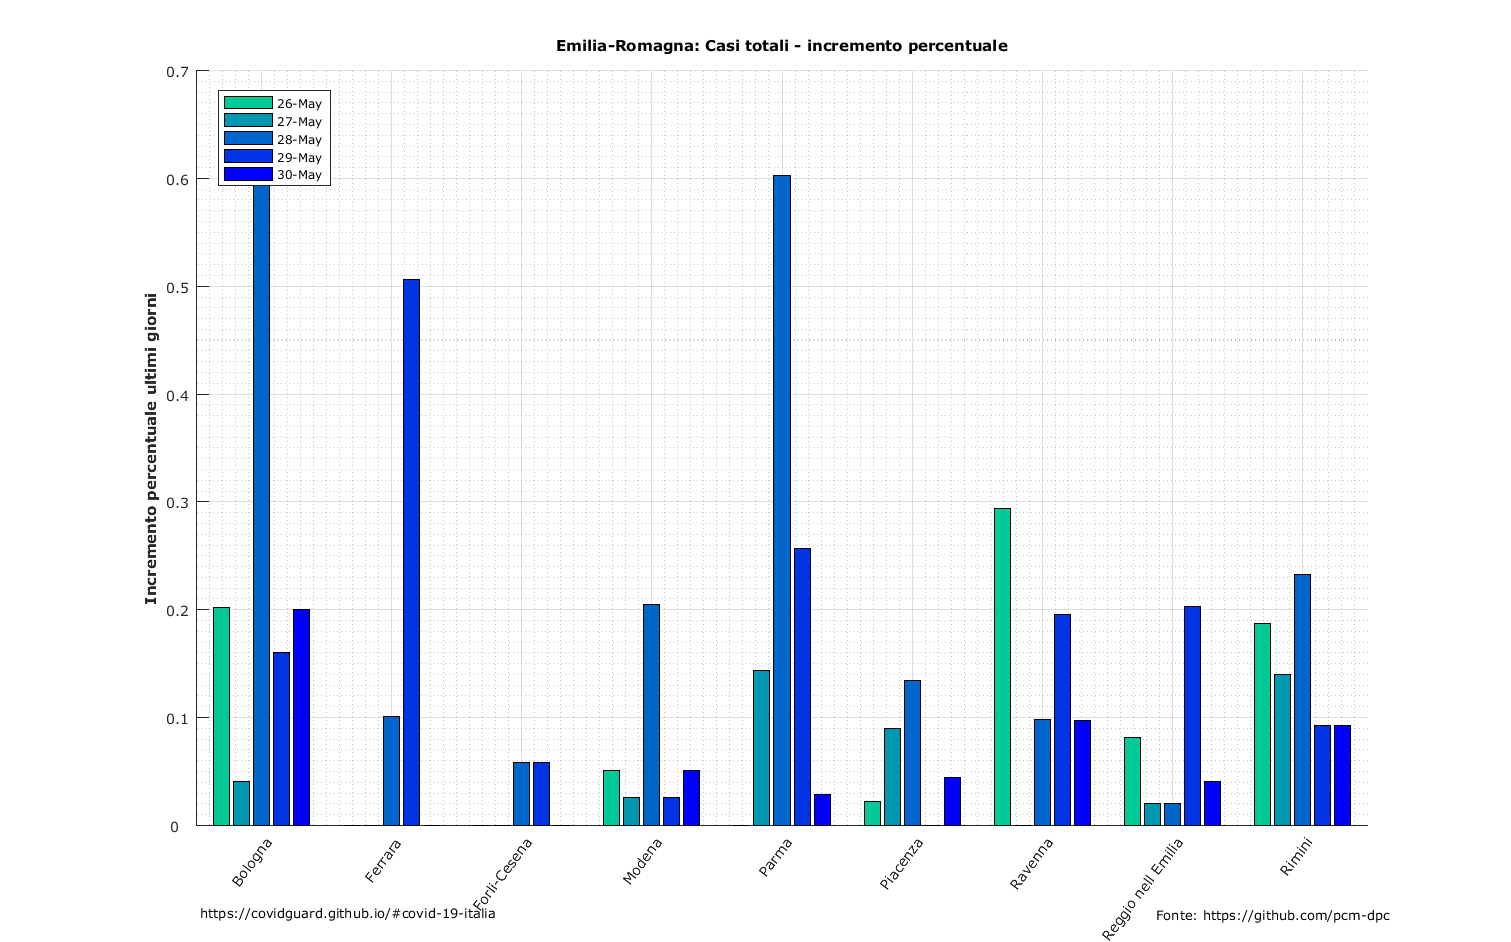 Emilia-Romagna: Casi totali - incremento percentuale
Incremento percentuale ultimi giorni
0.7
0.6
0.5
0.4
0.3
0.2
0.1
0
26-May
27-May
28-May
29-May
30-May
Bologna
Ferrara
Forlì-Cesena
Modena
Parma
Piacenza
Ravenna
Reggio nell Emilia
Rimini
https://covidguard.github.io/#covid-19-italia
Fonte: https://github.com/pcm-dpc